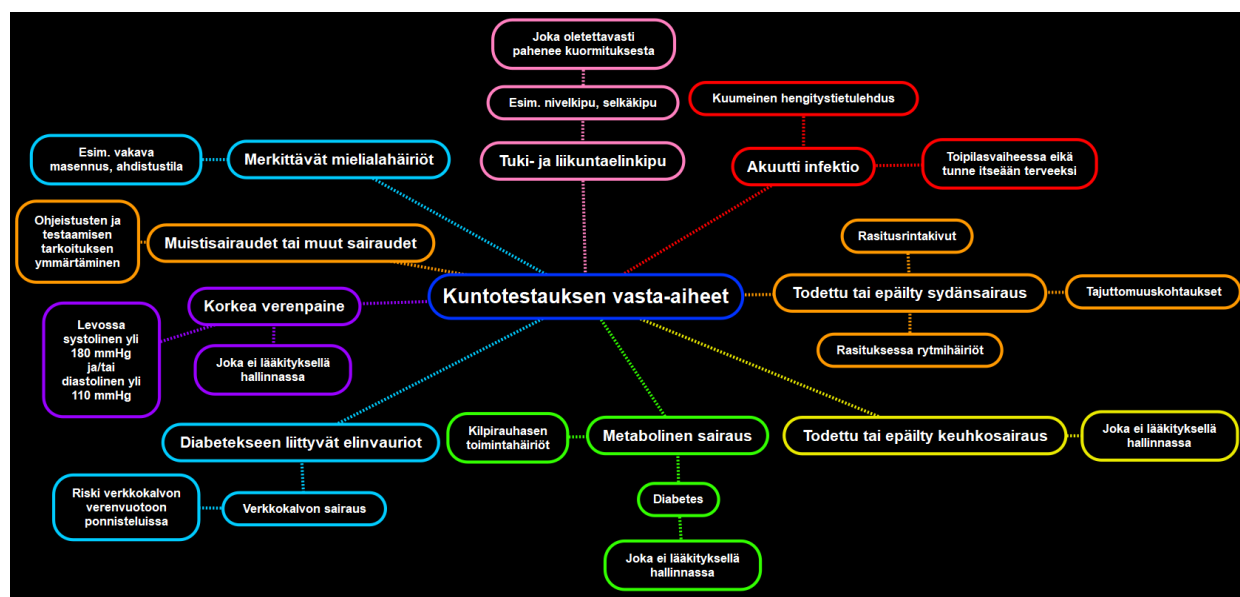 Joka oletettavasti
pahenee kuormituksesta
Esim. nivelkipu, selkäkipu
Tuki- ja liikuntaelinkipu
Kuumeinen hengitystietulehdus
Akuutti infektio
Toipilasvaiheessa eikä
tunne itseään terveeksi
Esim. vakava
masennus, ahdistustila
Merkittävät mielialahäiriöt
Ohjeistusten ja
testaamisen
tarkoituksen
ymmärtäminen
Muistisairaudet tai muut sairaudet
Rasitusrintakivut
Kuntotestauksen vasta-aiheet
Todettu tai epäilty sydänsairaus
Tajuttomuuskohtaukset
Rasituksessa rytmihäiriöt
Korkea verenpaine
Levossa
systolinen yli
180 mmHg
ja/tai
diastolinen yli
110 mmHg
Joka ei lääkityksellä
hallinnassa
Diabetekseen liittyvät elinvauriot
Riski verkkokalvon
verenvuotoon
ponnisteluissa
Verkkokalvon sairaus
Kilpirauhasen
toimintahäiriöt
Metabolinen sairaus
Diabetes
Joka ei lääkityksellä
hallinnassa
Todettu tai epäilty keuhkosairaus
Joka ei lääkityksellä
hallinnassa